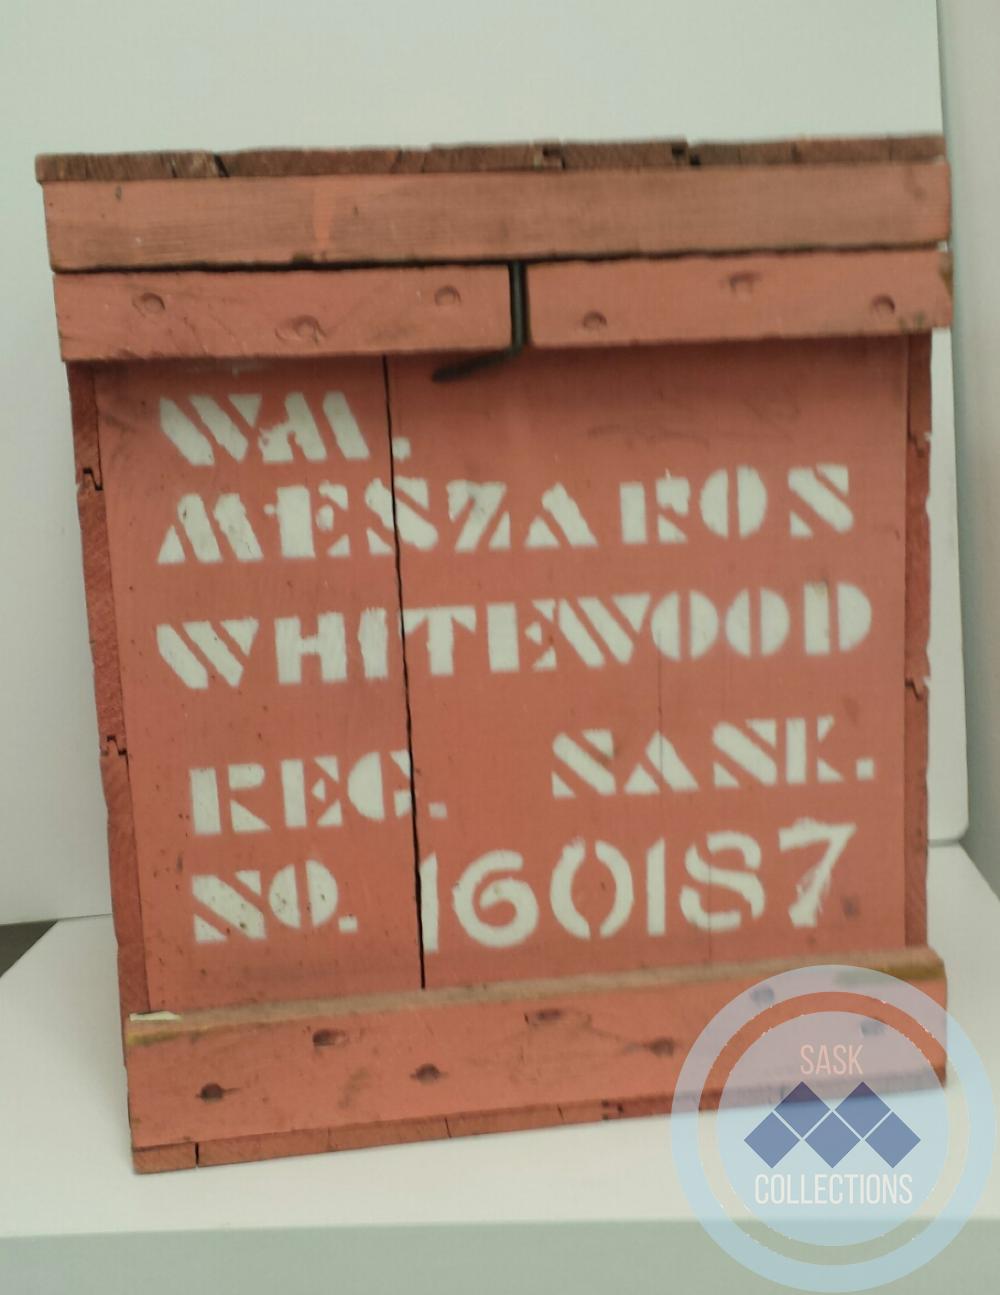 WM.
MESZAROS
WHITEWOOD
SASK.
REG.
NO. 160187
SASK
COLLECTIONS